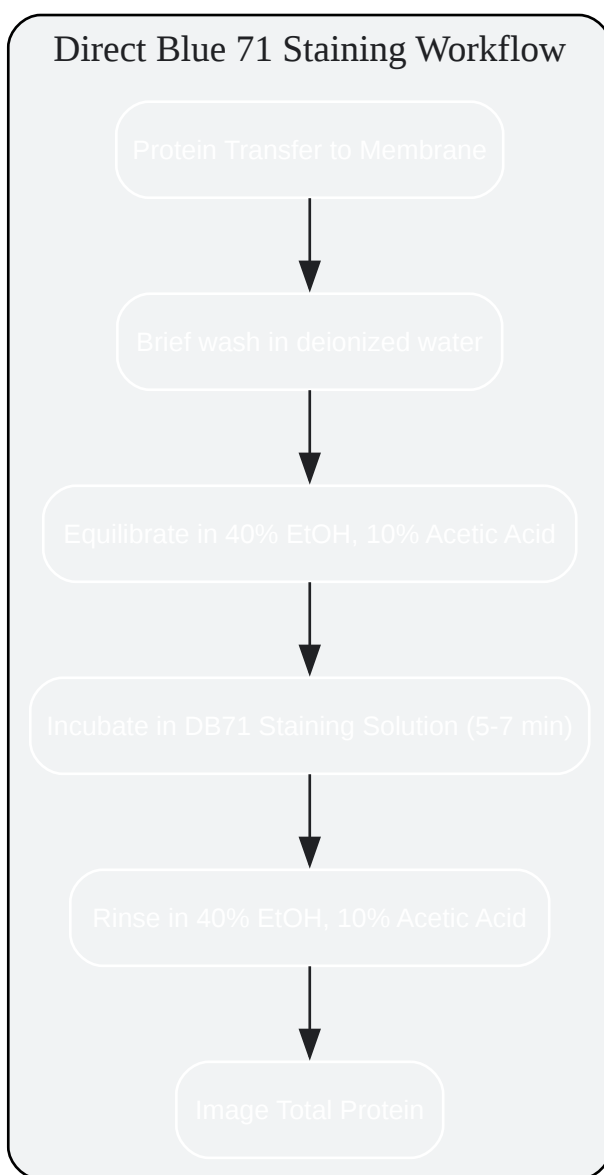 Direct Blue 71 Staining Workflow
Protein Transfer to Membrane
Brief wash in deionized water
Equilibrate in 40% EtOH, 10% Acetic Acid
Incubate in DB71 Staining Solution (5-7 min)
Rinse in 40% EtOH, 10% Acetic Acid
Image Total Protein